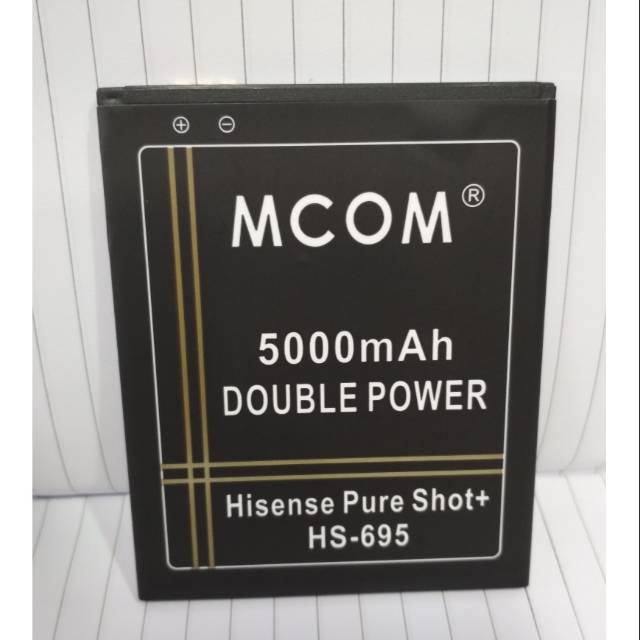 + -
MCOM®
5000mAh
DOUBLE POWER
Hisense Pure Shot+
HS-695